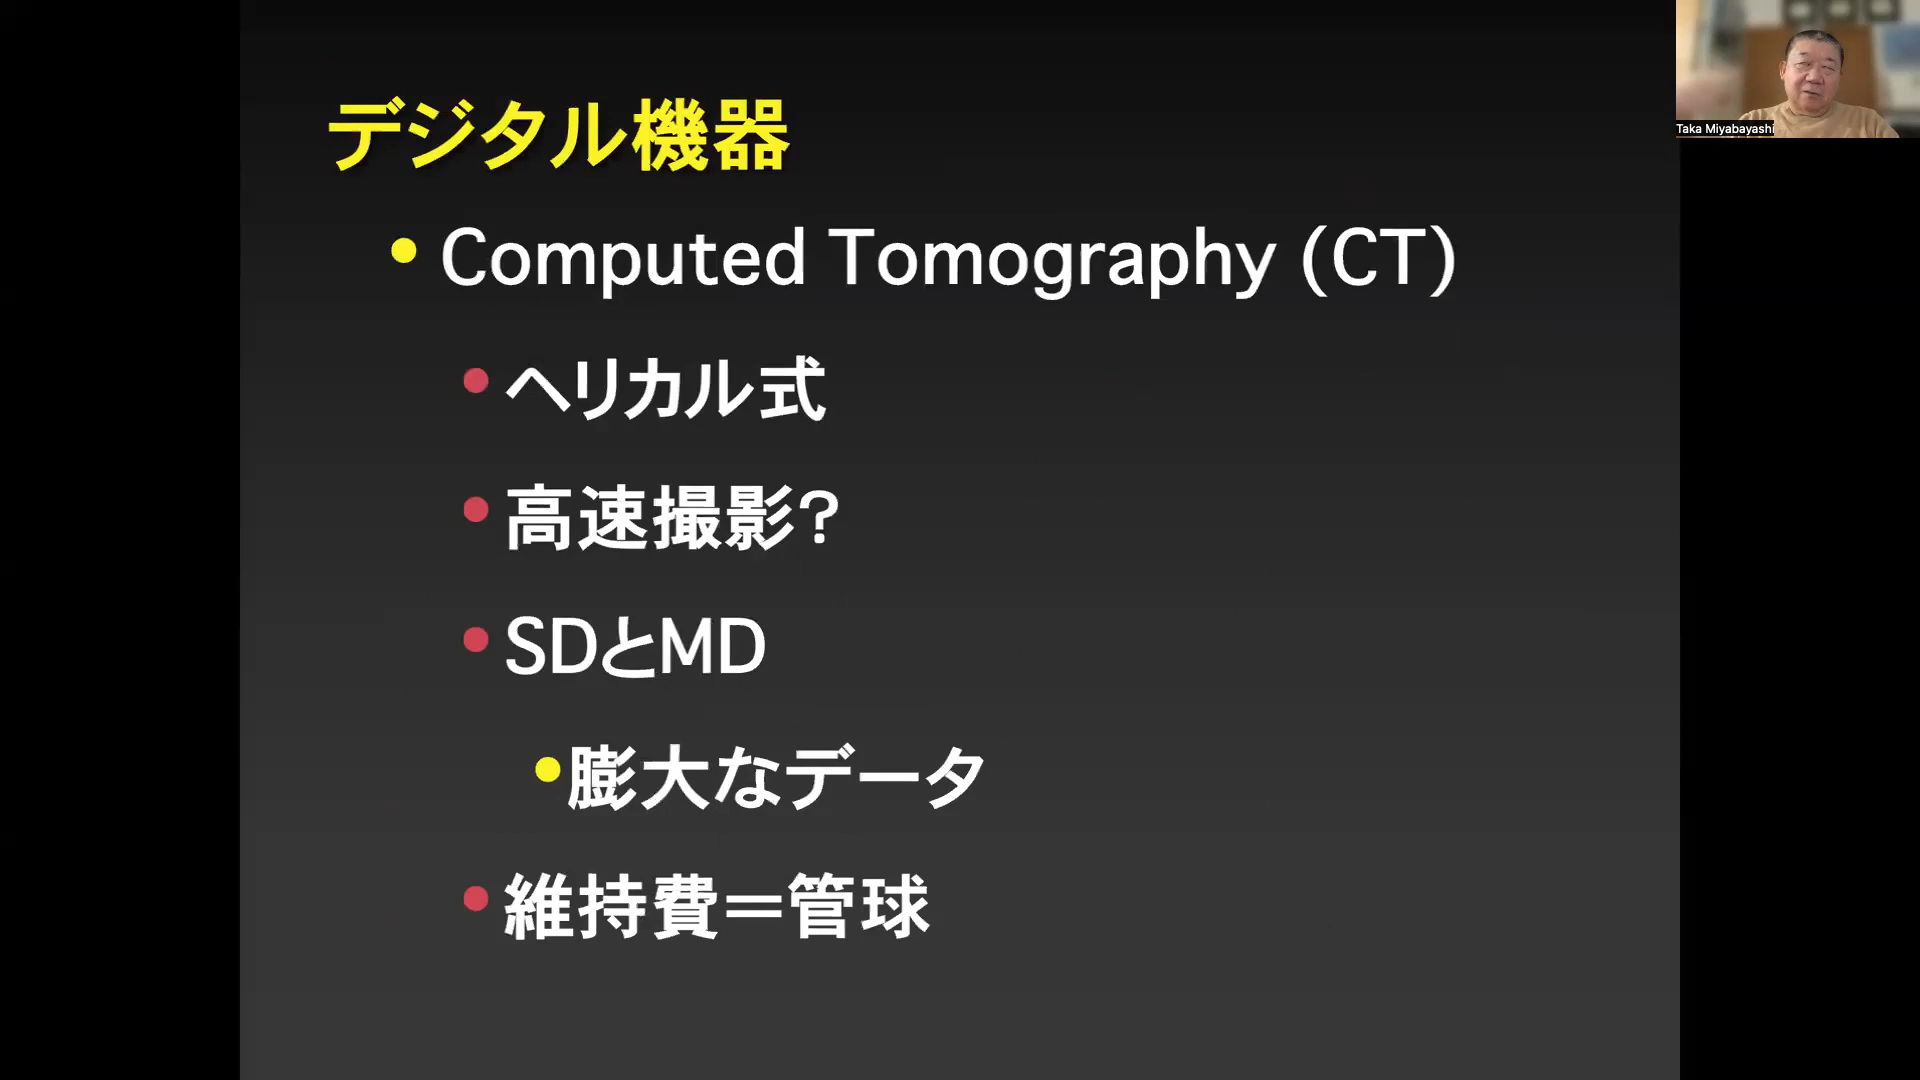 デジタル機器
Computed Tomography (CT)
ヘリカル式
高速撮影?
SDとMD
膨大なデータ
維持費＝管球
Taka Miyabayashi